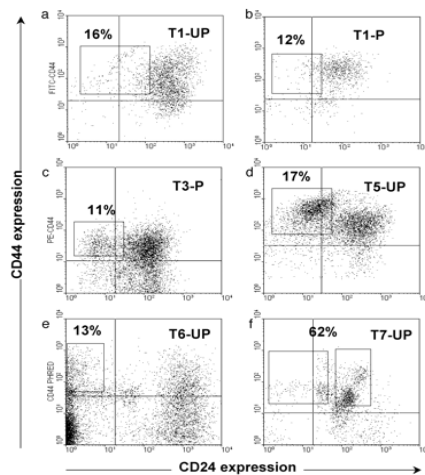 a
16%
T1-UP
b
12%
T1-P
FITC-CD44
c
11%
T3-P
d
17%
T5-UP
PE-CD44
e
13%
T6-UP
f
62%
T7-UP
CD44 PHRED
CD44 expression
CD24 expression